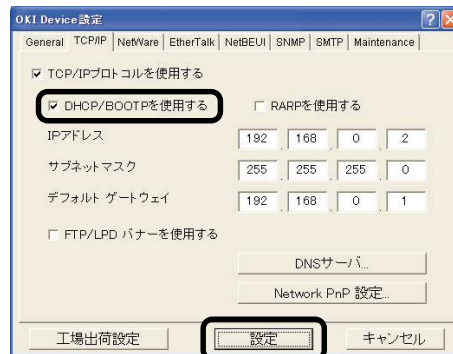 OKI Device設定
General TCP/IP NetWare EtherTalk NetBEUI SNMP SMTP Maintenance
TCP/IPプロトコルを使用する
DHCP/BOOTPを使用する RARPを使用する
IPアドレス 192 . 168 . 0 . 2
サブネットマスク 255 . 255 . 255 . 0
デフォルト ゲートウェイ 192 . 168 . 0 . 1
FTP/LPD バナーを使用する
DNSサーバ...
Network PnP 設定...
工場出荷設定 設定 キャンセル